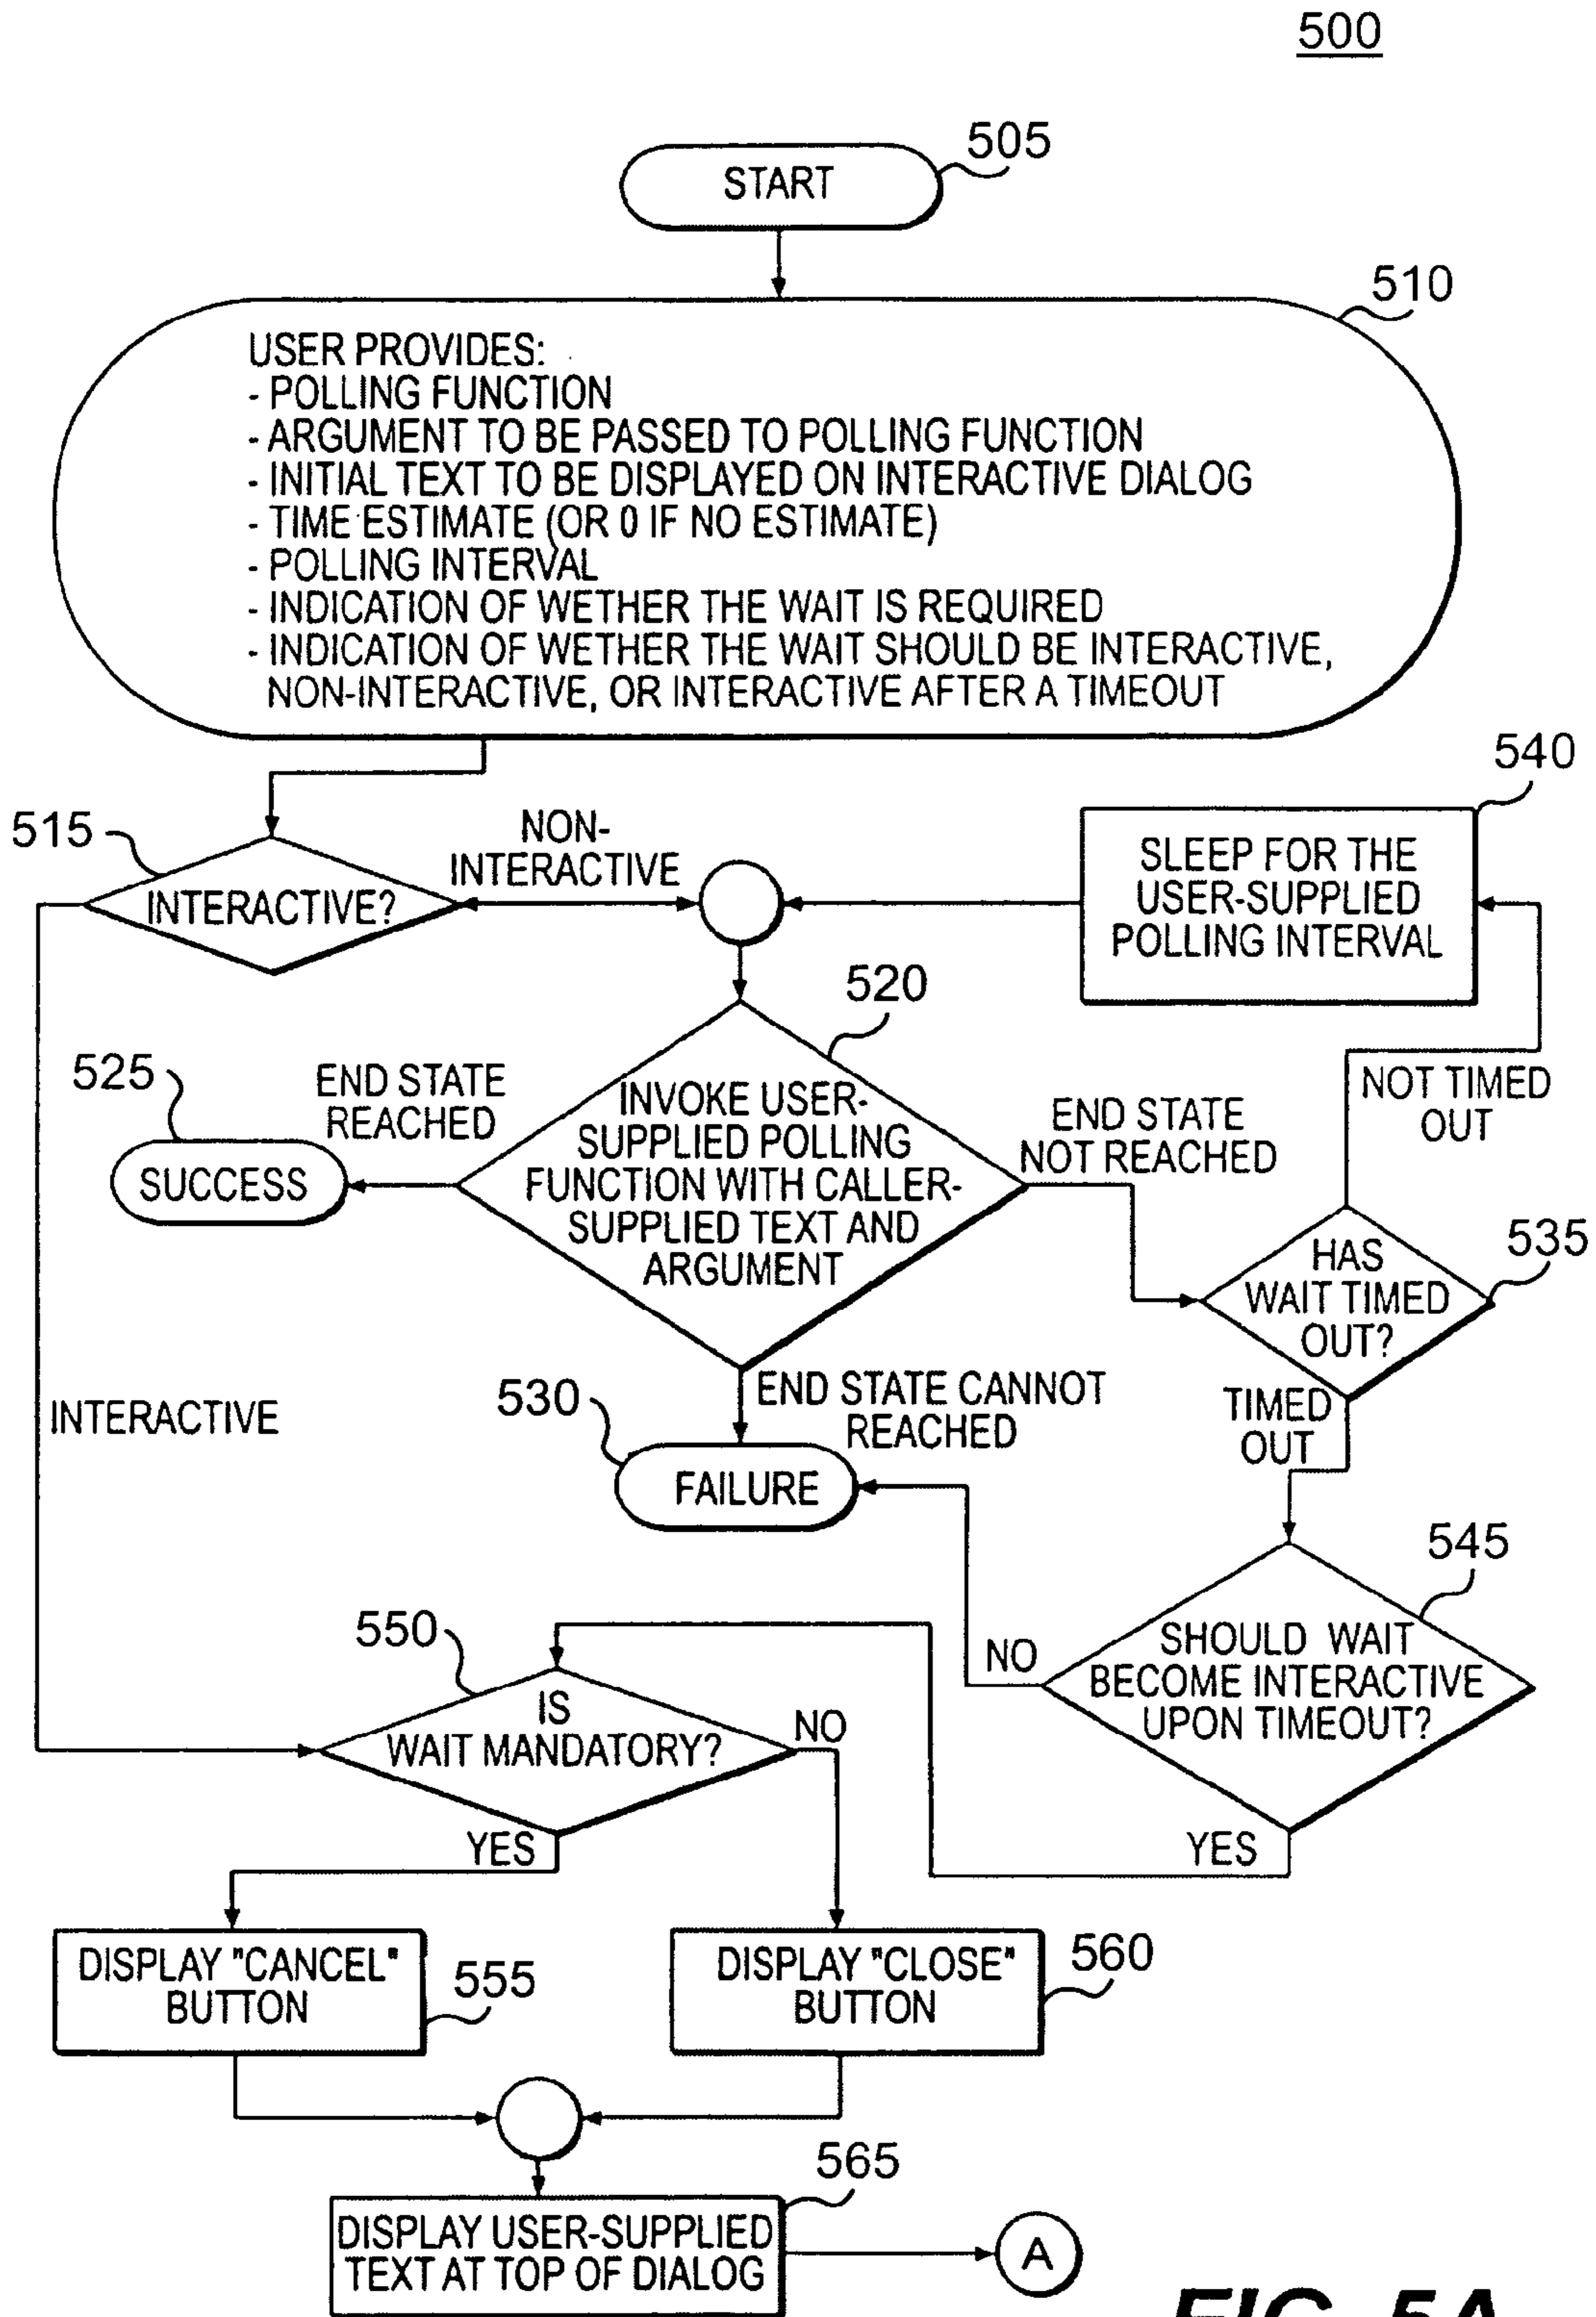 500
505
START
510
USER PROVIDES:
- POLLING FUNCTION
- ARGUMENT TO BE PASSED TO POLLING FUNCTION
- INITIAL TEXT TO BE DISPLAYED ON INTERACTIVE DIALOG
- TIME ESTIMATE (OR 0 IF NO ESTIMATE)
- POLLING INTERVAL
- INDICATION OF WETHER THE WAIT IS REQUIRED
- INDICATION OF WETHER THE WAIT SHOULD BE INTERACTIVE,
NON-INTERACTIVE, OR INTERACTIVE AFTER A TIMEOUT
540
515
NON-
INTERACTIVE
INTERACTIVE?
SLEEP FOR THE
USER-SUPPLIED
POLLING INTERVAL
520
525
END STATE
REACHED
SUCCESS
INVOKE USER-
SUPPLIED POLLING
FUNCTION WITH CALLER-
SUPPLIED TEXT AND
ARGUMENT
END STATE
NOT REACHED
NOT TIMED
OUT
535
HAS
WAIT TIMED
OUT?
INTERACTIVE
530
END STATE CANNOT
REACHED
TIMED
OUT
FAILURE
545
550
NO
SHOULD WAIT
BECOME INTERACTIVE
UPON TIMEOUT?
IS
WAIT MANDATORY?
NO
YES
YES
DISPLAY "CANCEL"
BUTTON
555
DISPLAY "CLOSE"
BUTTON
560
565
DISPLAY USER-SUPPLIED
TEXT AT TOP OF DIALOG
A
FIG. 5A